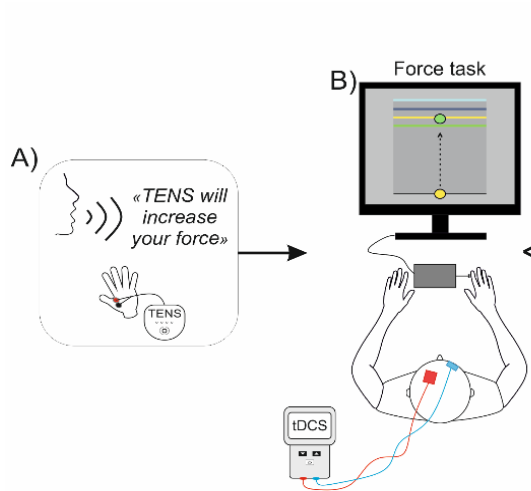 A)
«TENS will
increase
your force»
TENS
B)
Force task
tDCS